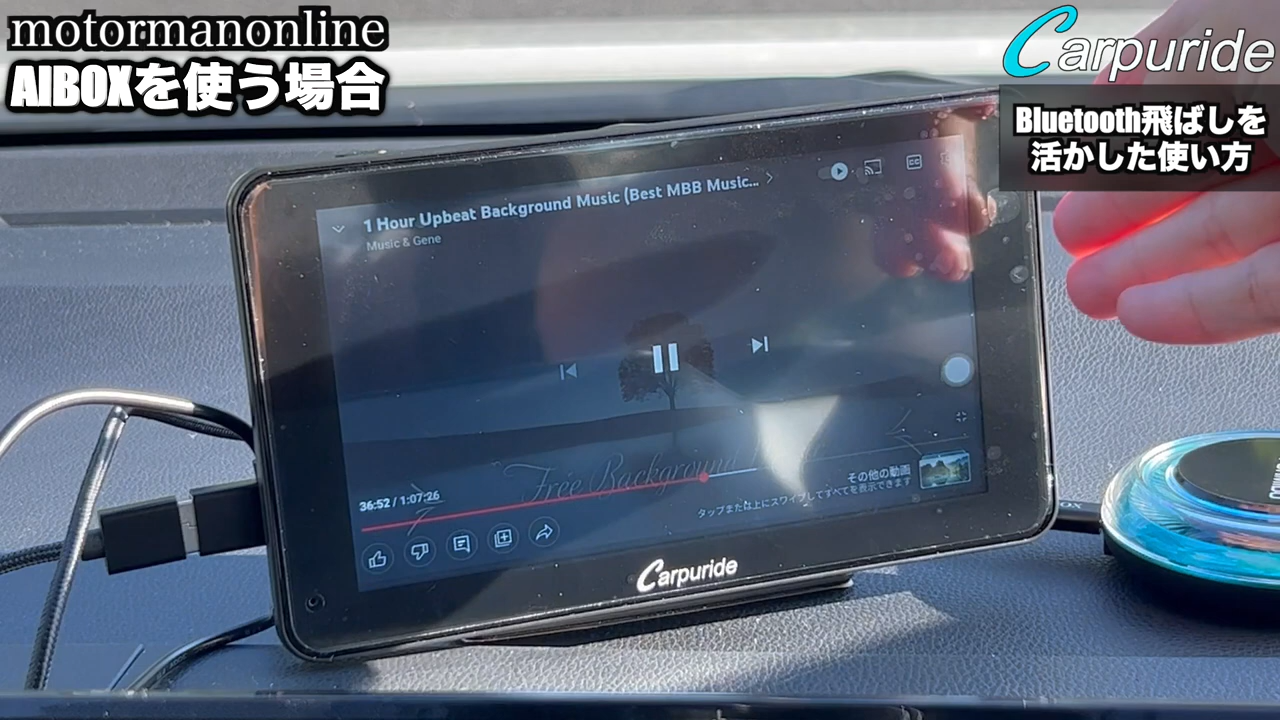 motormanonline
AIBOXを使う場合
Carpuride
Bluetooth飛ばしを
活かした使い方
1 Hour Upbeat Background Music (Best MBB Music...
Music & Gene
Free Background
36:52 / 1:07:26
その他の動画
タップまたは上にスワイプしてすべてを表示できます
Carpuride